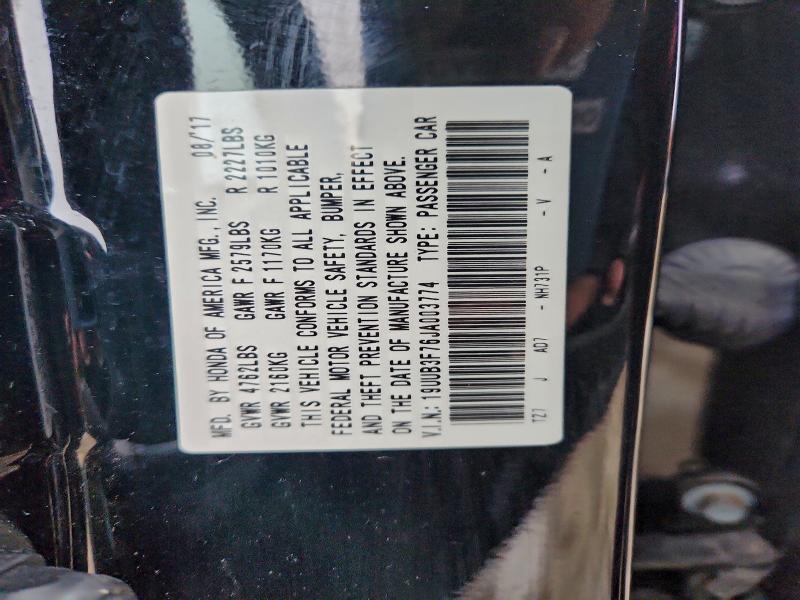 MFD. BY HONDA OF AMERICA MFG., INC. 08/'17
GVWR 4762LBS GAWR F 2579LBS R 2227LBS
GVWR 2160KG GAWR F 1170KG R 1010KG
THIS VEHICLE CONFORMS TO ALL APPLICABLE
FEDERAL MOTOR VEHICLE SAFETY, BUMPER,
AND THEFT PREVENTION STANDARDS IN EFFECT
ON THE DATE OF MANUFACTURE SHOWN ABOVE.
V.I.N.: 19UUB3F76JA003774 TYPE: PASSENGER CAR
TZ7 J AD7 - NH731P - V - A